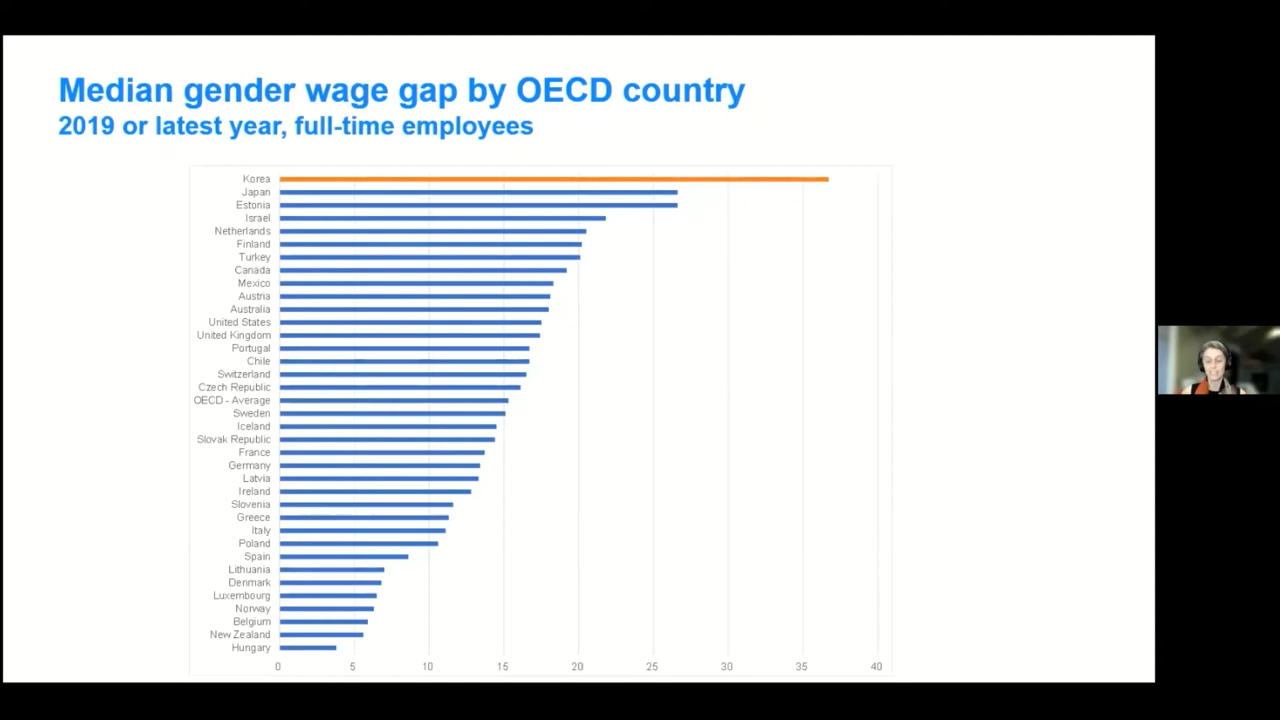 Median gender wage gap by OECD country
2019 or latest year, full-time employees
Korea
Japan
Estonia
Israel
Netherlands
Finland
Turkey
Canada
Mexico
Austria
Australia
United States
United Kingdom
Portugal
Chile
Switzerland
Czech Republic
OECD - Average
Sweden
Iceland
Slovak Republic
France
Germany
Latvia
Ireland
Slovenia
Greece
Italy
Poland
Spain
Lithuania
Denmark
Luxembourg
Norway
Belgium
New Zealand
Hungary
0 5 10 15 20 25 30 35 40